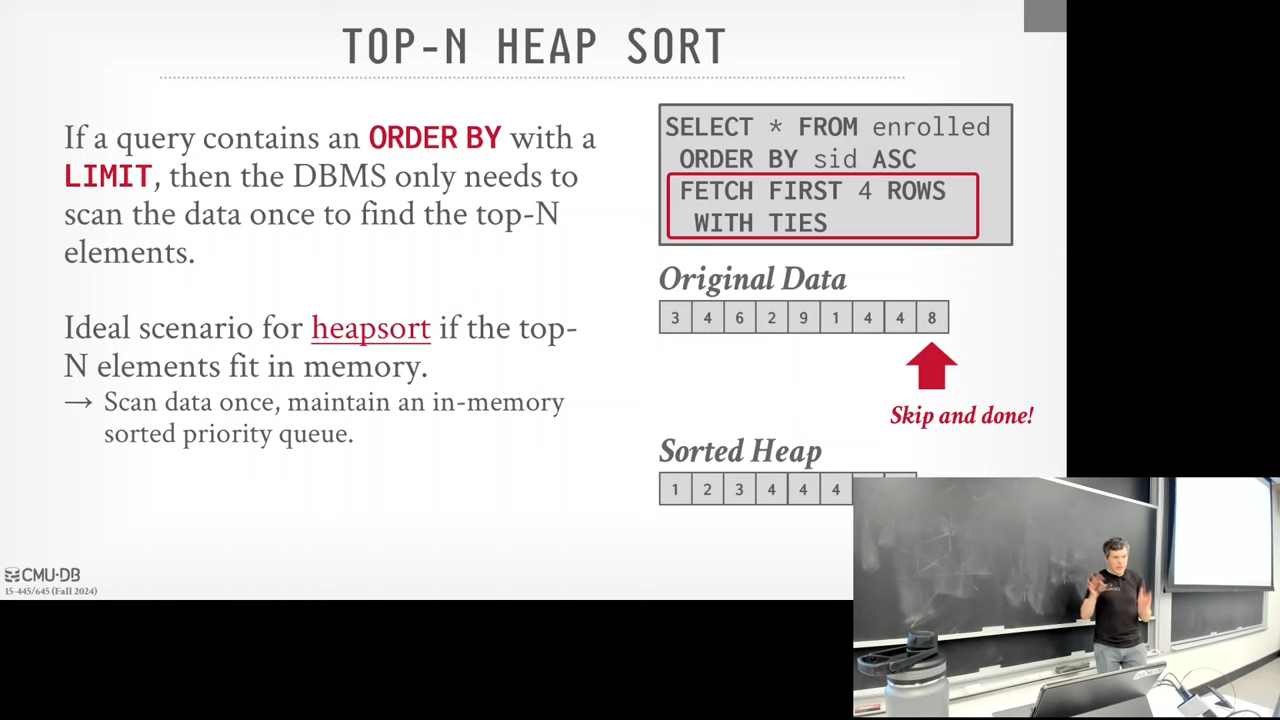 TOP-N HEAP SORT
If a query contains an ORDER BY with a
LIMIT, then the DBMS only needs to
scan the data once to find the top-N
elements.
Ideal scenario for heapsort if the top-
N elements fit in memory.
→ Scan data once, maintain an in-memory
sorted priority queue.
SELECT * FROM enrolled
ORDER BY sid ASC
FETCH FIRST 4 ROWS
WITH TIES
Original Data
3 4 6 2 9 1 4 4 8
Skip and done!
Sorted Heap
1 2 3 4 4 4
CMU·DB
15-445/645 (Fall 2024)